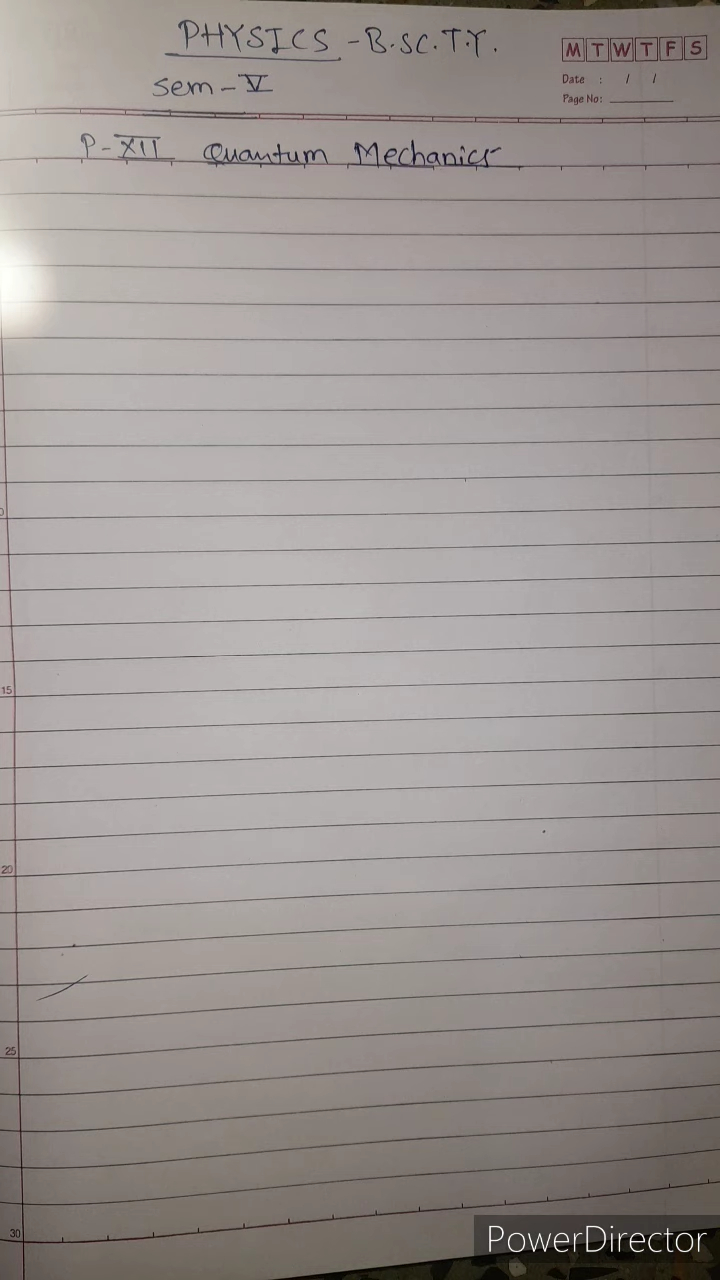 PHYSICS - B.SC.T.Y.
sem - V
M T W T F S
Date : / /
Page No:
P-XII Quantum Mechanics
15
20
25
30
PowerDirector